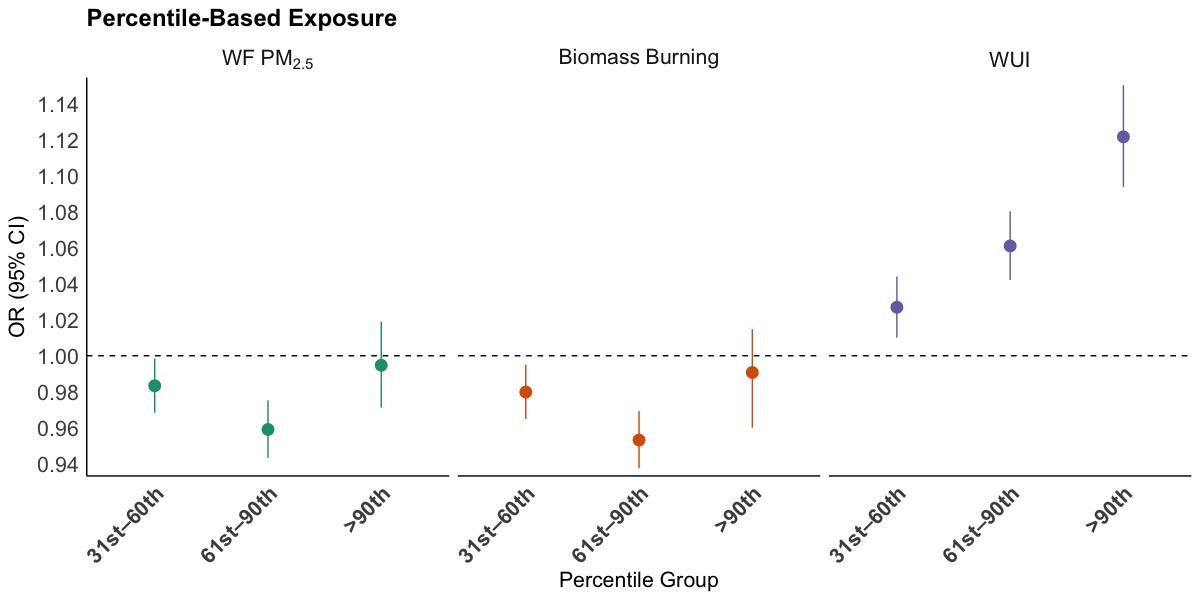 Percentile-Based Exposure
WF PM2.5
Biomass Burning
WUI
OR (95% CI)
1.14
1.12
1.10
1.08
1.06
1.04
1.02
1.00
0.98
0.96
0.94
31st–60th
61st–90th
>90th
31st–60th
61st–90th
>90th
31st–60th
61st–90th
>90th
Percentile Group